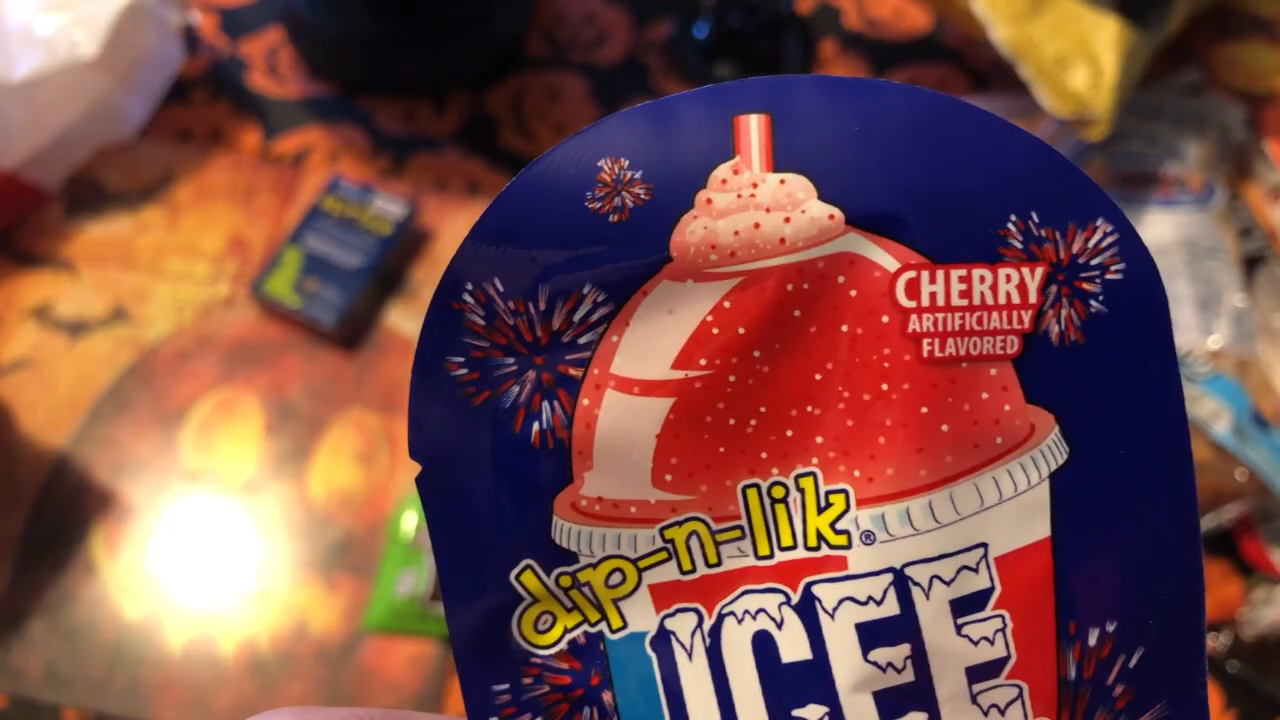 CHERRY
ARTIFICIALLY
FLAVORED
dip-n-lik®
ICEE